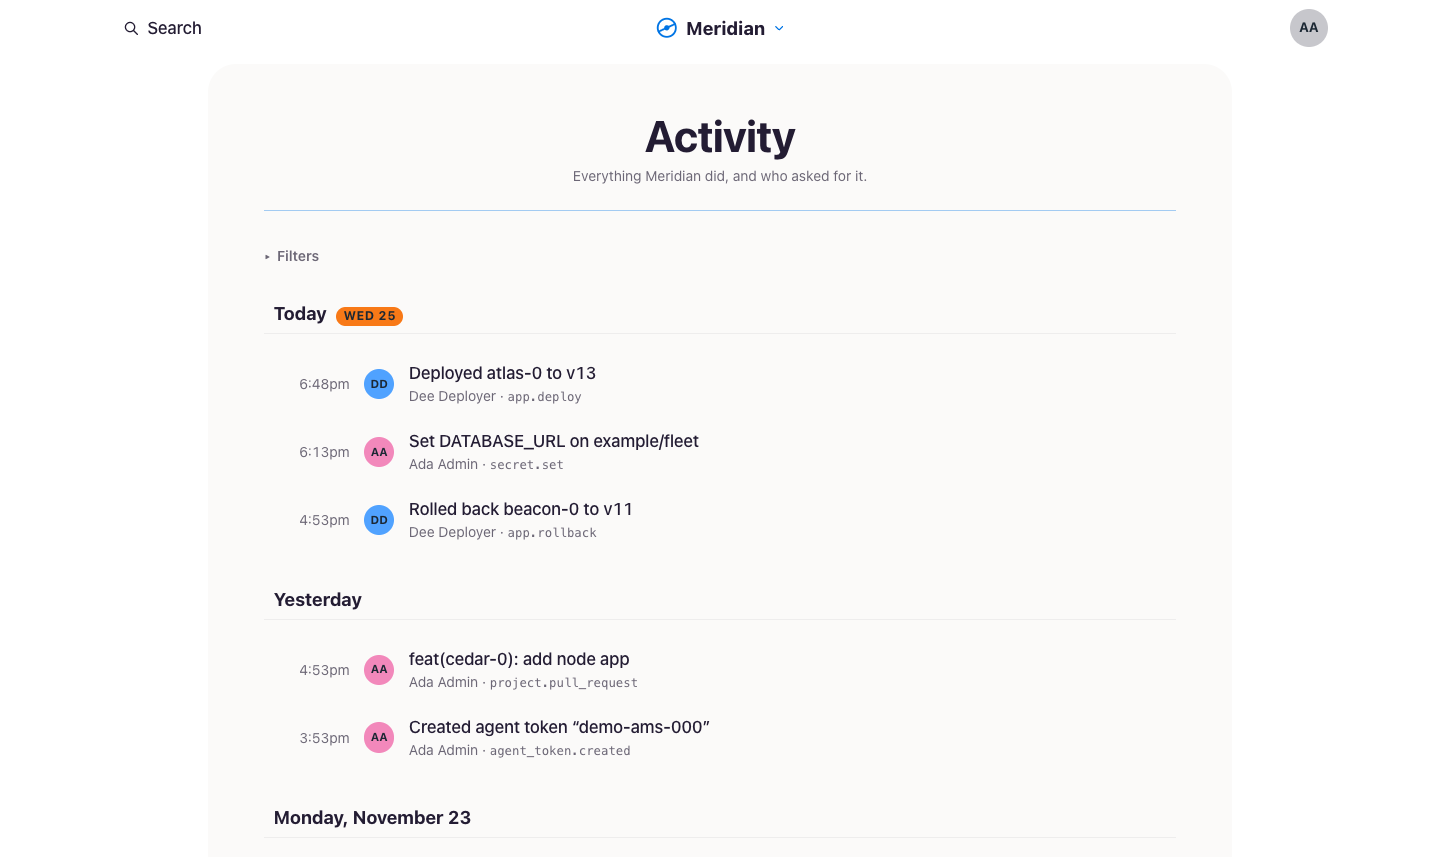 Search
Meridian
AA
Activity
Everything Meridian did, and who asked for it.
Filters
Today WED 25
6:48pm DD Deployed atlas-0 to v13
Dee Deployer · app.deploy
6:13pm AA Set DATABASE_URL on example/fleet
Ada Admin · secret.set
4:53pm DD Rolled back beacon-0 to v11
Dee Deployer · app.rollback
Yesterday
4:53pm AA feat(cedar-0): add node app
Ada Admin · project.pull_request
3:53pm AA Created agent token “demo-ams-000”
Ada Admin · agent_token.created
Monday, November 23